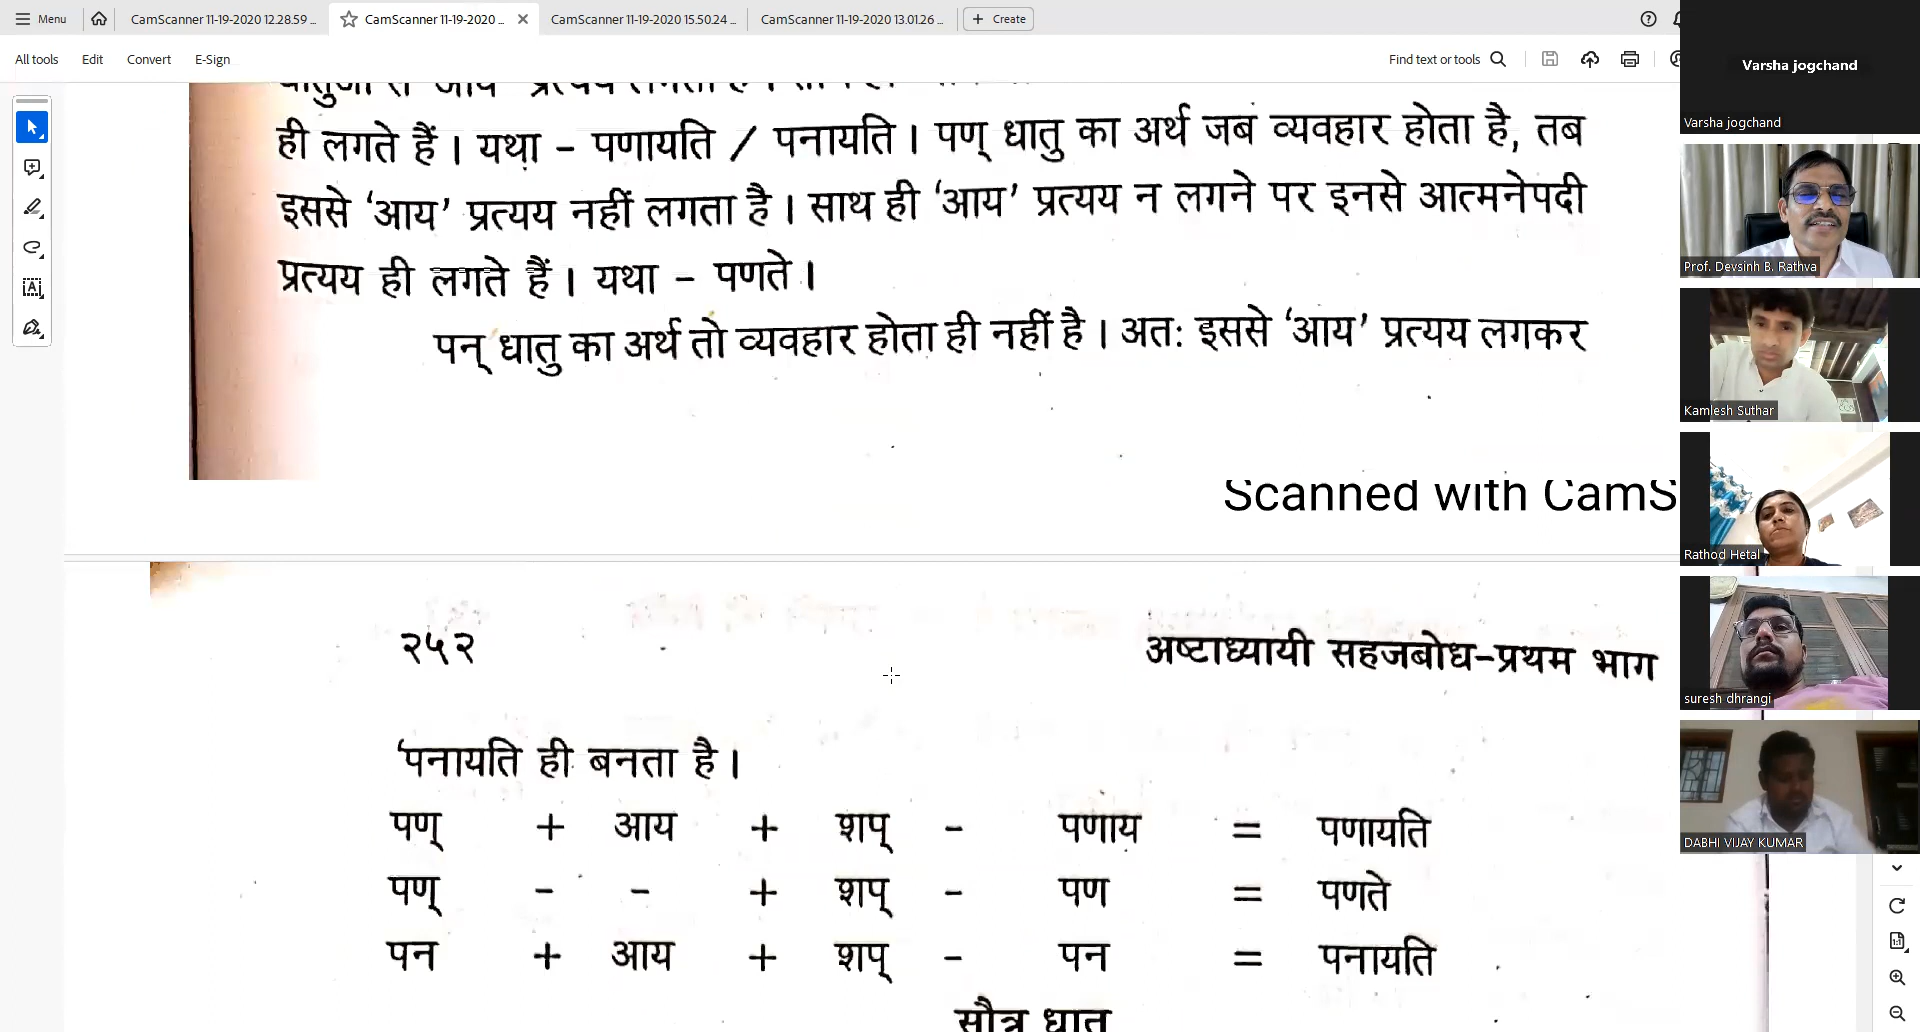 Menu
CamScanner 11-19-2020 12.28.59 ...
CamScanner 11-19-2020 ...
CamScanner 11-19-2020 15.50.24 ...
CamScanner 11-19-2020 13.01.26 ...
Create
All tools
Edit
Convert
E-Sign
Find text or tools
ही लगते हैं । यथा – पणायति / पनायति । पण् धातु का अर्थ जब व्यवहार होता है, तब
इससे ‘आय’ प्रत्यय नहीं लगता है । साथ ही ‘आय’ प्रत्यय न लगने पर इनसे आत्मनेपदी
प्रत्यय ही लगते हैं । यथा – पणते ।
पन् धातु का अर्थ तो व्यवहार होता ही नहीं है । अत: इससे ‘आय’ प्रत्यय लगकर
Scanned with CamS
२५२
अष्टाध्यायी सहजबोध-प्रथम भाग
‘पनायति ही बनता है ।
पण् + आय + शप् - पणाय = पणायति
पण् - - + शप् - पण = पणते
पन + आय + शप् - पन = पनायति
सौत्र धातु
Varsha jogchand
Varsha jogchand
Prof. Devsinh B. Rathva
Kamlesh Suthar
Rathod Hetal
suresh dhrangi
DABHI VIJAY KUMAR